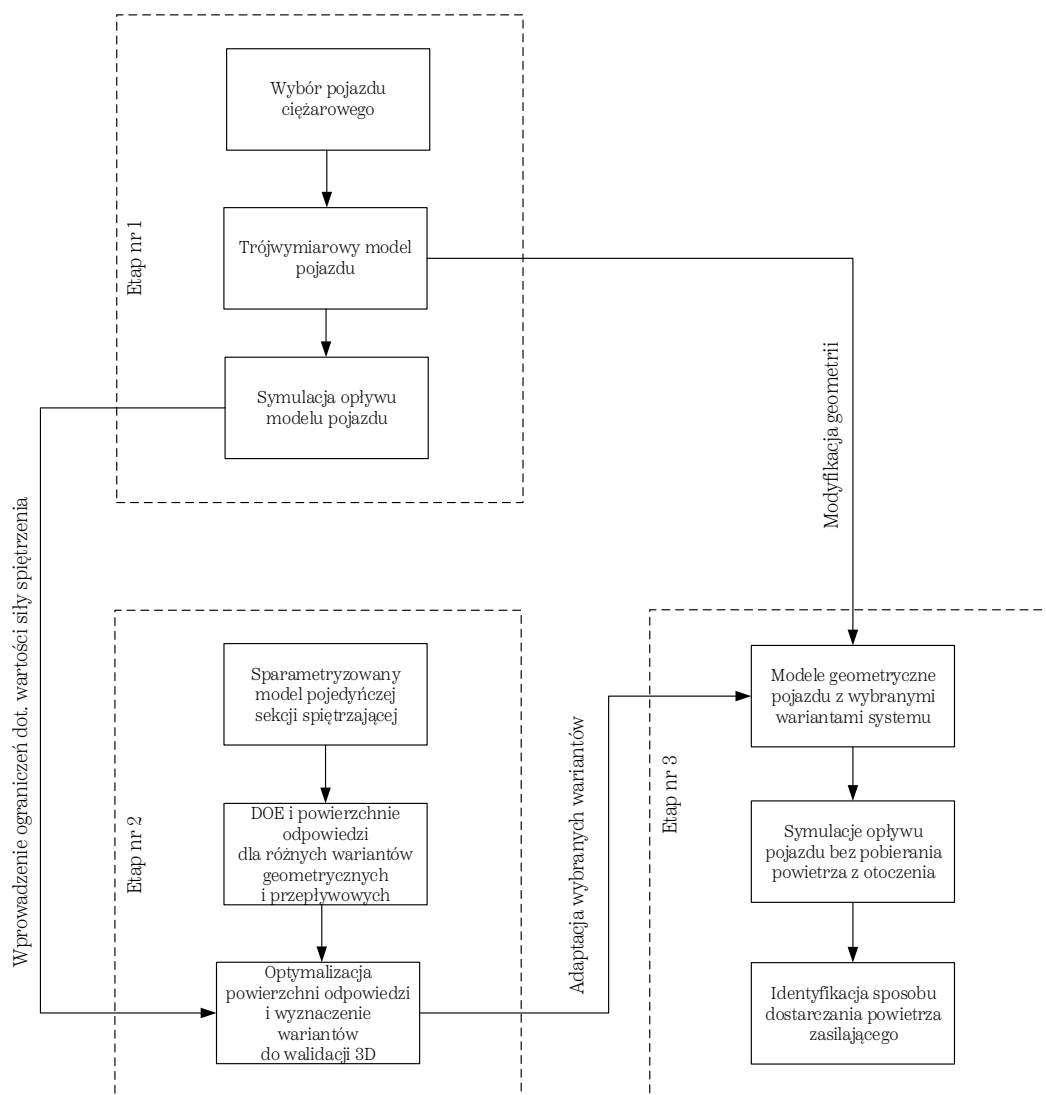 Wybór pojazdu
ciężarowego
Etap nr 1
Trójwymiarowy model
pojazdu
Symulacja opływu
modelu pojazdu
Modyfikacja geometrii
Wprowadzenie ograniczeń dot. wartości siły spiętrzenia
Sparametryzowany
model pojedyńczej
sekcji spiętrzającej
Etap nr 2
DOE i powierzchnie
odpowiedzi
dla różnych wariantów
geometrycznych
i przepływowych
Optymalizacja
powierzchni odpowiedzi
i wyznaczenie
wariantów
do walidacji 3D
Adaptacja wybranych wariantów
Modele geometryczne
pojazdu z wybranymi
wariantami systemu
Etap nr 3
Symulacje opływu
pojazdu bez pobierania
powietrza z otoczenia
Identyfikacja sposobu
dostarczania powietrza
zasilającego